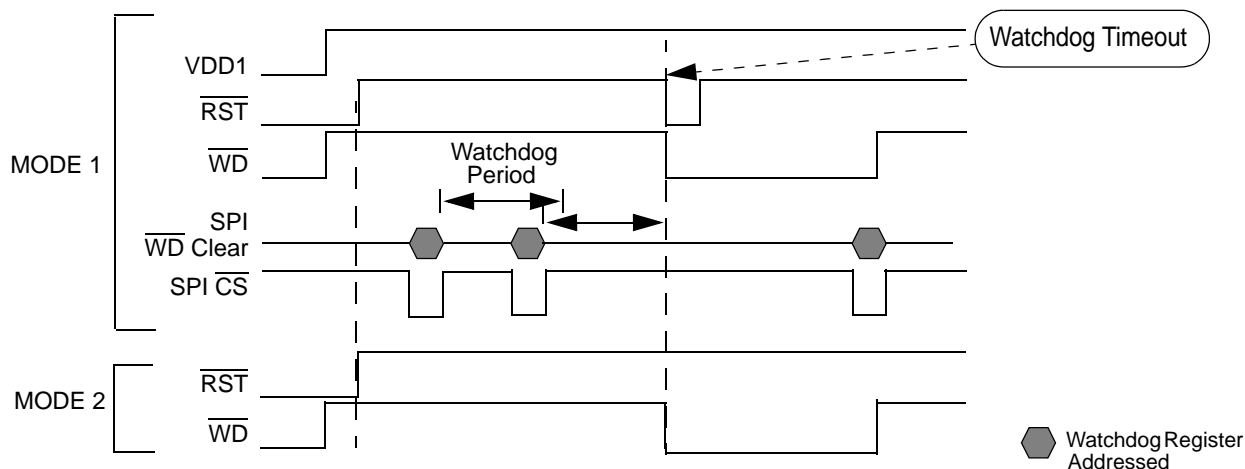 Watchdog Timeout
VDD1
RST
MODE 1
WD
Watchdog
Period
SPI
WD Clear
SPI CS
RST
MODE 2
WD
Watchdog Register
Addressed